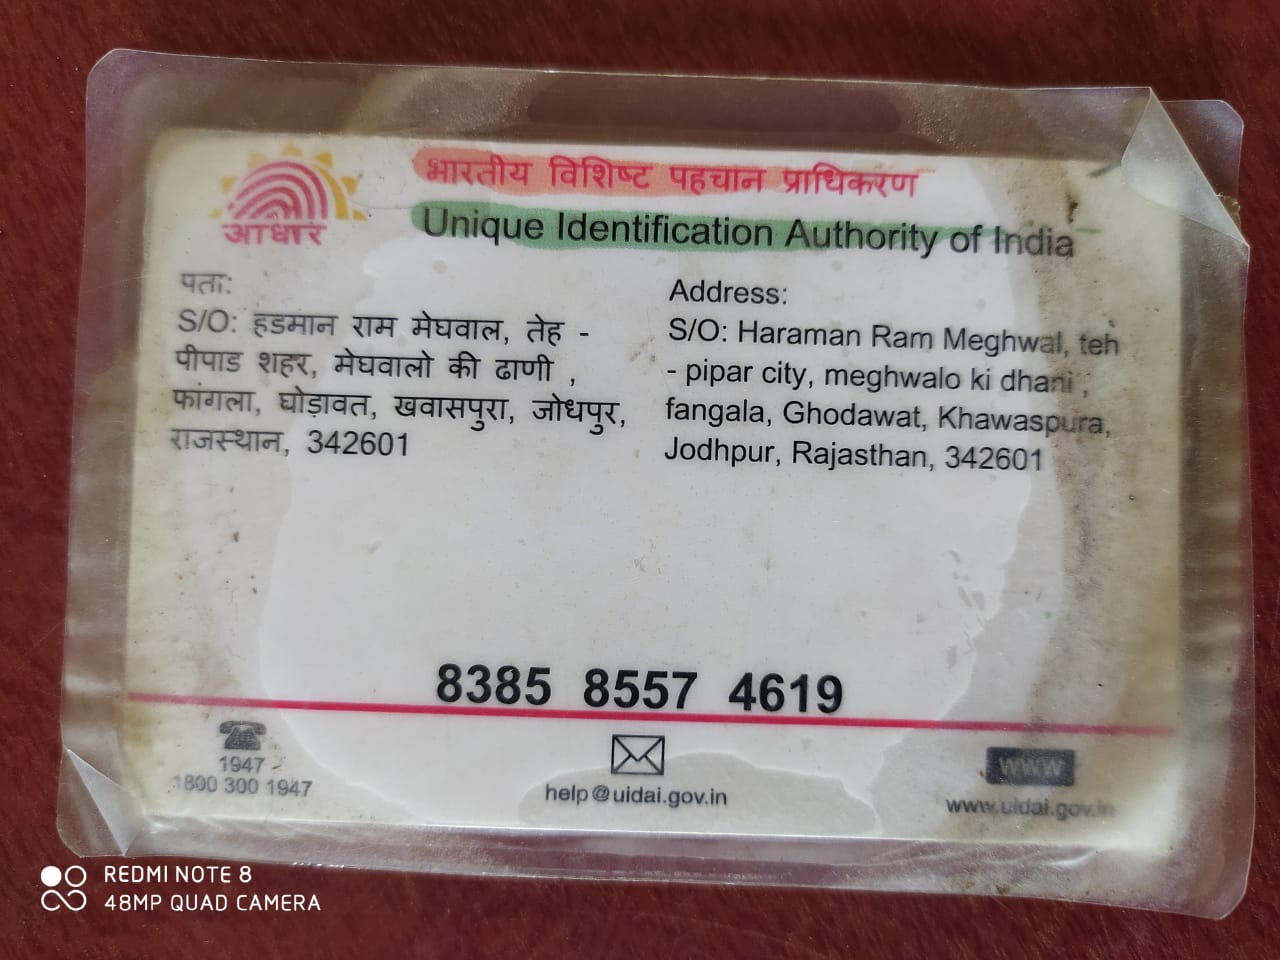 आधार
भारतीय विशिष्ट पहचान प्राधिकरण
Unique Identification Authority of India
पता:
S/O: हडमान राम मेघवाल, तेह -
पीपाड शहर, मेघवालो की ढाणी ,
फांगला, घोड़ावत, खवासपुरा, जोधपुर,
राजस्थान, 342601
Address:
S/O: Haraman Ram Meghwal, teh
- pipar city, meghwalo ki dhani ,
fangala, Ghodawat, Khawaspura,
Jodhpur, Rajasthan, 342601
8385 8557 4619
1947
1800 300 1947
help@uidai.gov.in
www
www.uidai.gov.in
REDMI NOTE 8
48MP QUAD CAMERA